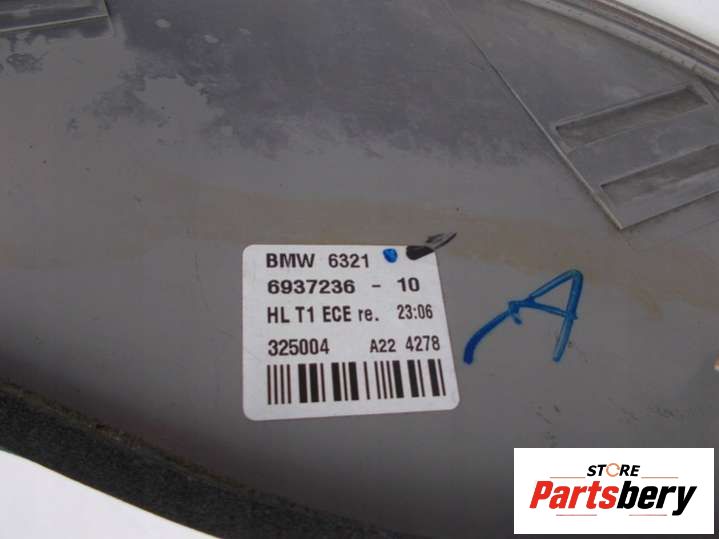 BMW 6321
6937236 - 10
HL T1 ECE re. 23:06
325004 A22 4278
A
STORE
Partsbery